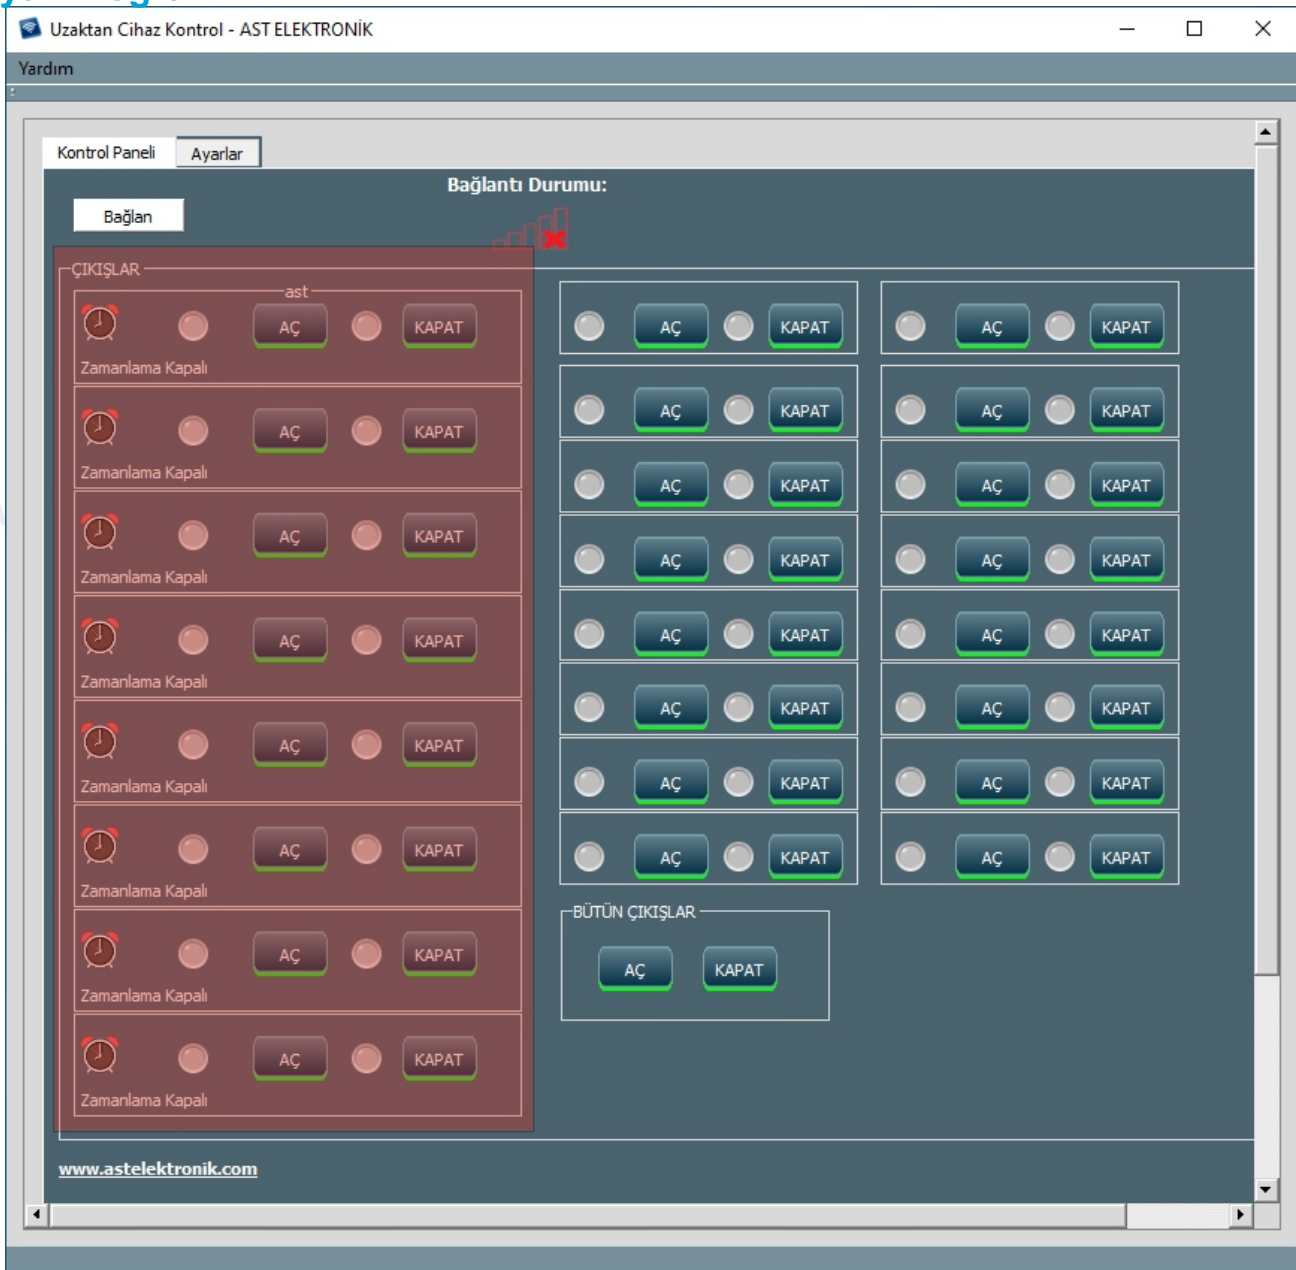 Uzaktan Cihaz Kontrol - AST ELEKTRONİK
Yardım
Kontrol Paneli Ayarlar
Bağlantı Durumu:
Bağlan
ÇIKIŞLAR
ast
AÇ KAPAT AÇ KAPAT AÇ KAPAT
Zamanlama Kapalı
AÇ KAPAT AÇ KAPAT AÇ KAPAT
Zamanlama Kapalı
AÇ KAPAT AÇ KAPAT AÇ KAPAT
Zamanlama Kapalı
AÇ KAPAT AÇ KAPAT AÇ KAPAT
Zamanlama Kapalı
AÇ KAPAT AÇ KAPAT AÇ KAPAT
Zamanlama Kapalı
AÇ KAPAT AÇ KAPAT AÇ KAPAT
Zamanlama Kapalı
AÇ KAPAT AÇ KAPAT AÇ KAPAT
Zamanlama Kapalı
AÇ KAPAT AÇ KAPAT AÇ KAPAT
Zamanlama Kapalı
BÜTÜN ÇIKIŞLAR
AÇ KAPAT
www.astelektronik.com